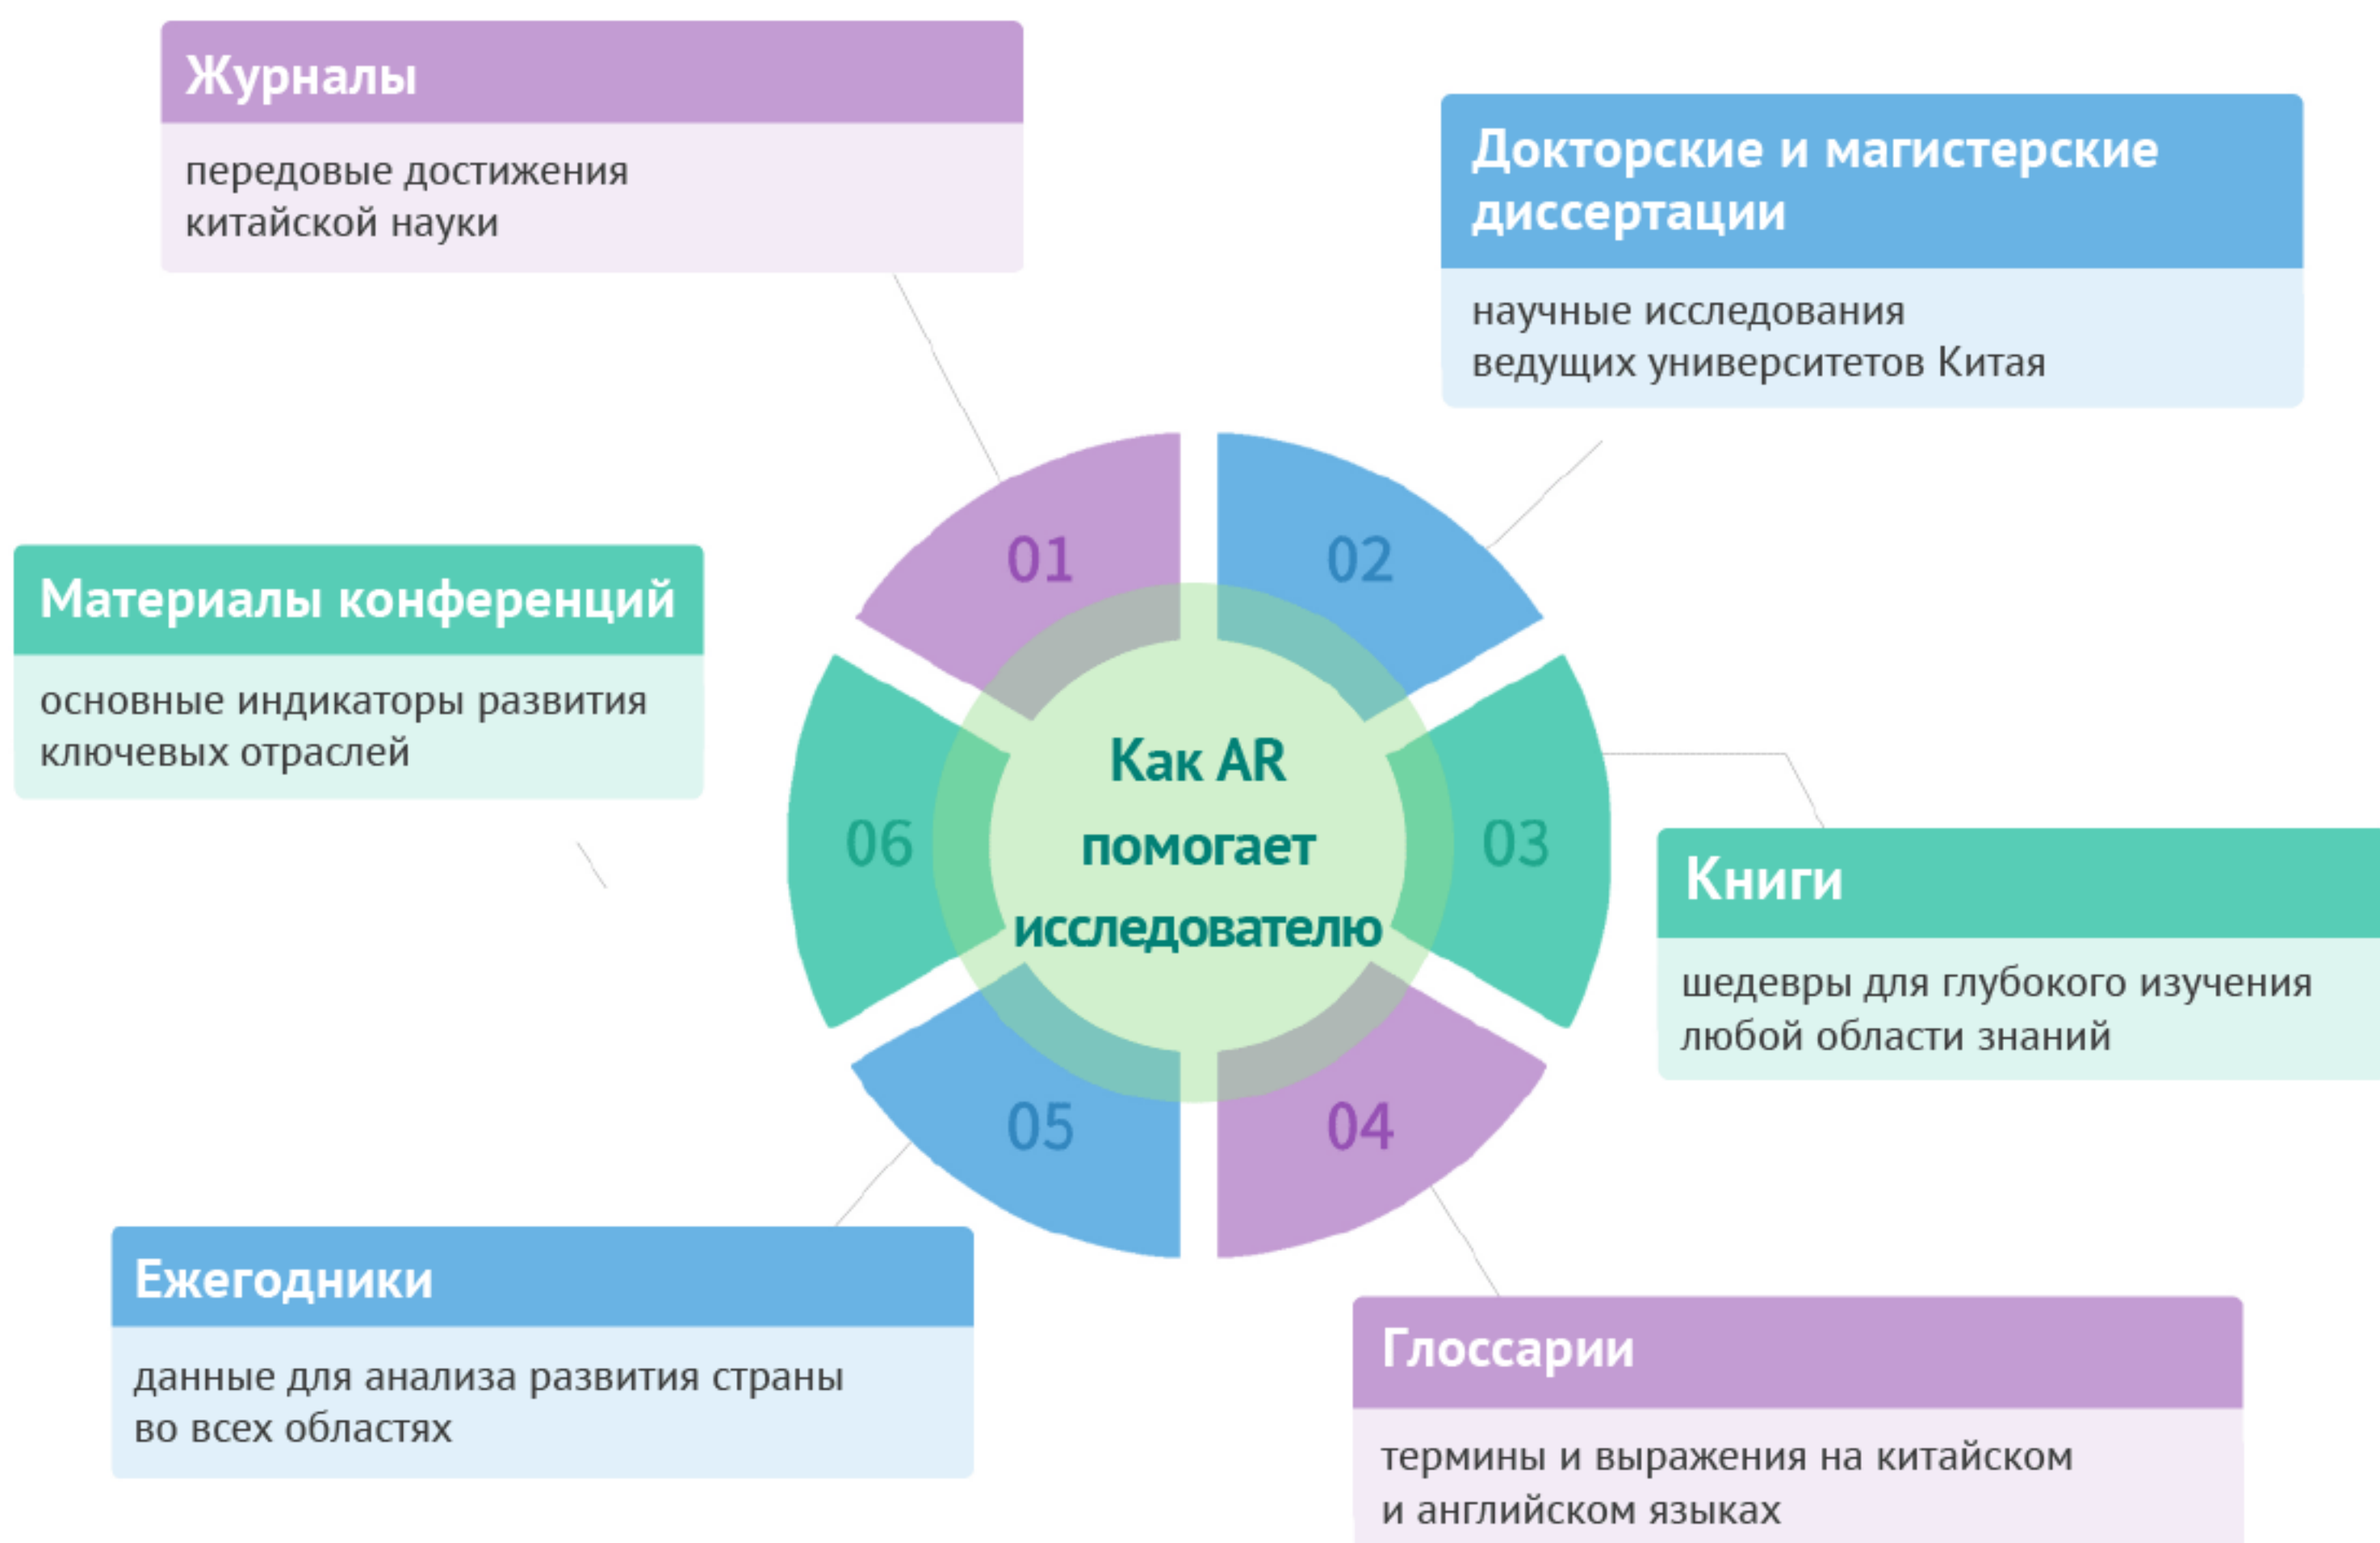 Журналы
передовые достижения
китайской науки
Докторские и магистерские
диссертации
научные исследования
ведущих университетов Китая
Материалы конференций
основные индикаторы развития
ключевых отраслей
01
02
03
04
05
06
Как AR
помогает
исследователю
Книги
шедевры для глубокого изучения
любой области знаний
Ежегодники
данные для анализа развития страны
во всех областях
Глоссарии
термины и выражения на китайском
и английском языках